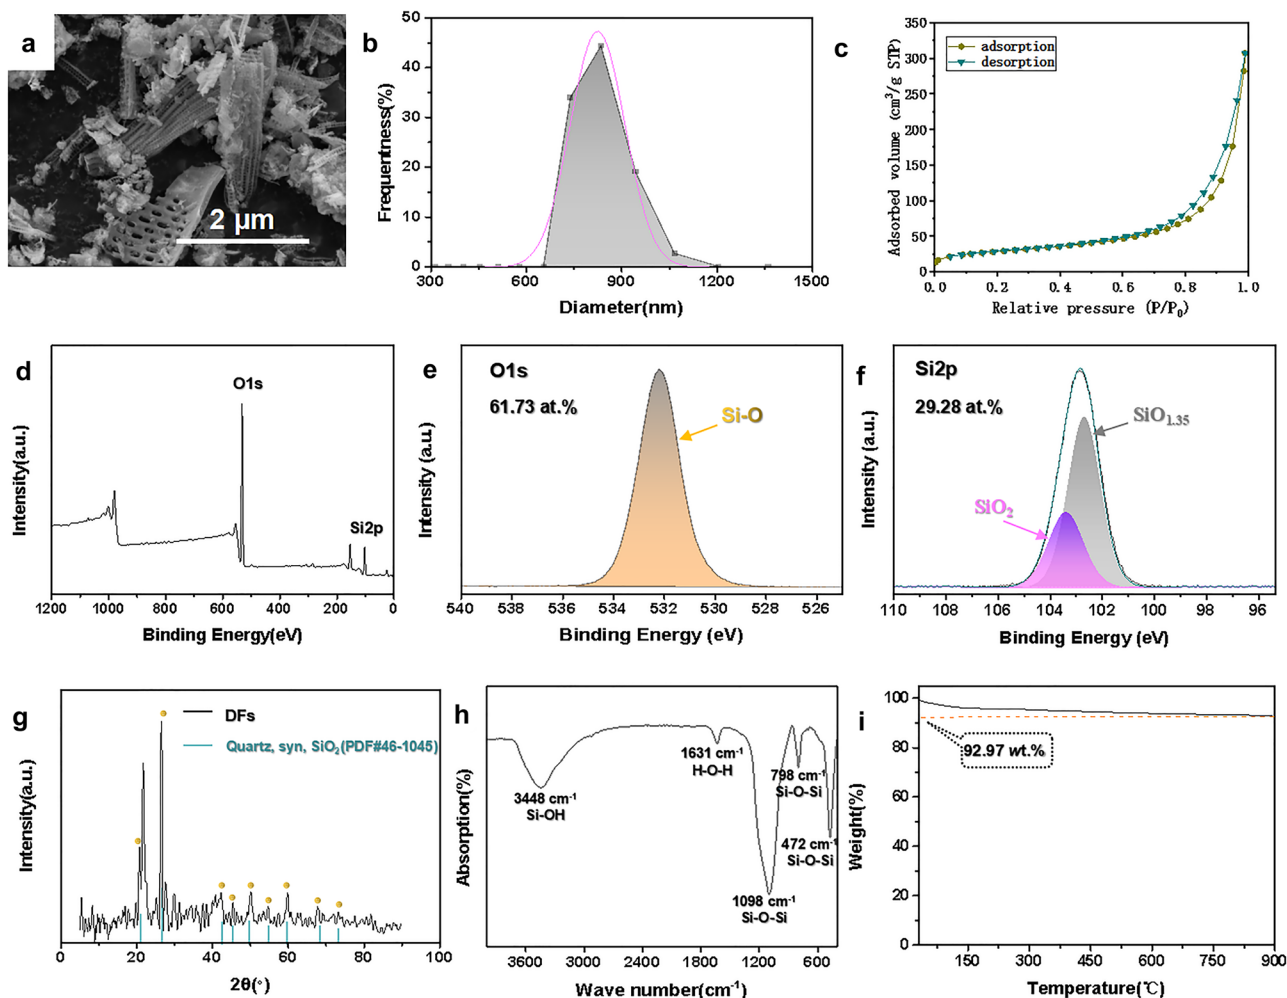 a
2 μm
b
50
40
30
20
10
0
Frequentness(%)
300
600
900
1200
1500
Diameter(nm)
c
adsorption
desorption
350
300
250
200
150
100
50
0
Adsorbed volume (cm³/g STP)
0.0
0.2
0.4
0.6
0.8
1.0
Relative pressure (P/P₀)
d
O1s
Si2p
Intensity(a.u.)
1200
1000
800
600
400
200
0
Binding Energy(eV)
e
O1s
61.73 at.%
Si-O
Intensity (a.u.)
540
538
536
534
532
530
528
526
Binding Energy (eV)
f
Si2p
29.28 at.%
SiO₁.₃₅
SiO₂
Intensity (a.u.)
110
108
106
104
102
100
98
96
Binding Energy (eV)
g
DFs
Quartz, syn, SiO₂(PDF#46-1045)
Intensity(a.u.)
0
20
40
60
80
100
2θ(°)
h
3448 cm⁻¹
Si-OH
1631 cm⁻¹
H-O-H
798 cm⁻¹
Si-O-Si
472 cm⁻¹
Si-O-Si
1098 cm⁻¹
Si-O-Si
Absorption(%)
3600
3000
2400
1800
1200
600
Wave number(cm⁻¹)
i
92.97 wt.%
100
80
60
40
20
0
Weight(%)
150
300
450
600
750
900
Temperature(℃)